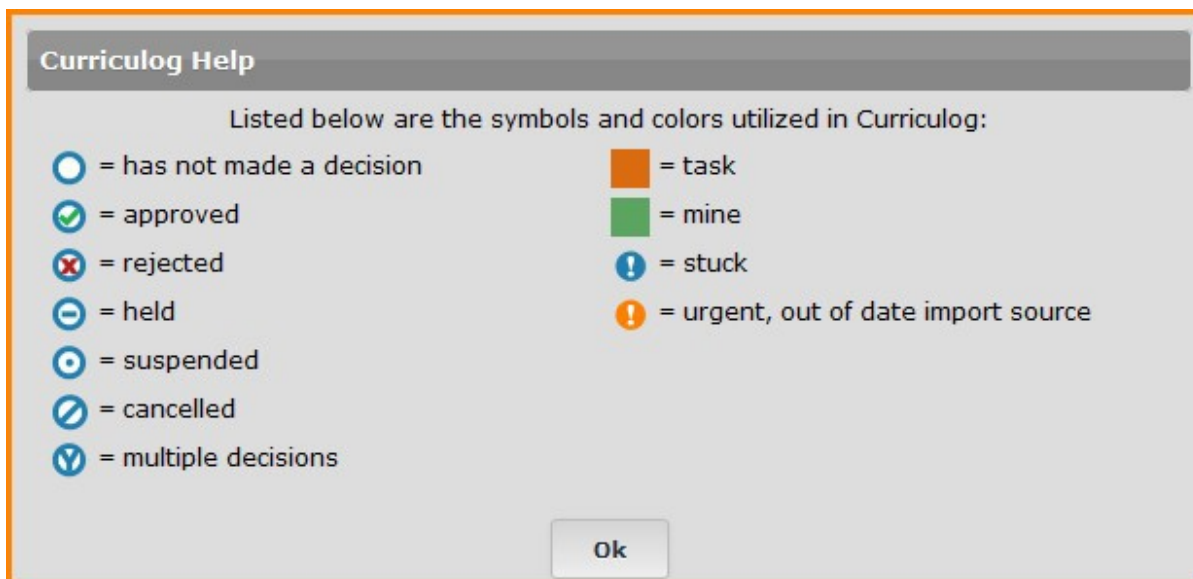 Curriculog Help
Listed below are the symbols and colors utilized in Curriculog:
= has not made a decision
= approved
= rejected
= held
= suspended
= cancelled
= multiple decisions
= task
= mine
= stuck
= urgent, out of date import source
Ok